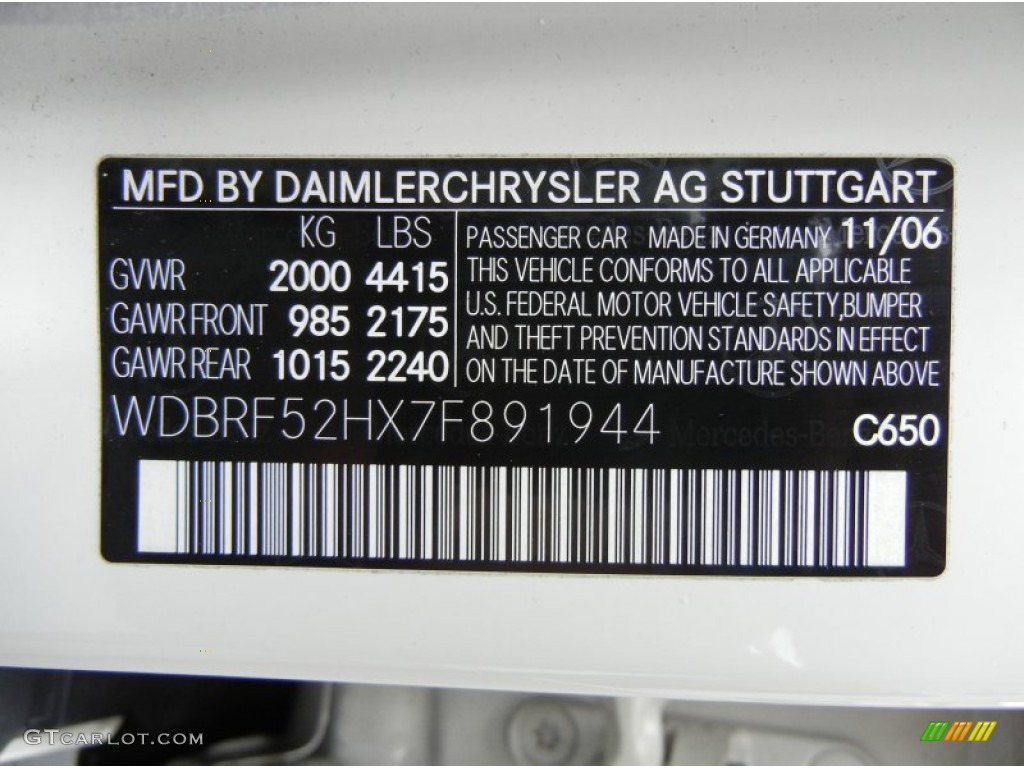 MFD BY DAIMLERCHRYSLER AG STUTTGART
KG LBS
GVWR 2000 4415
GAWR FRONT 985 2175
GAWR REAR 1015 2240
PASSENGER CAR MADE IN GERMANY 11/06
THIS VEHICLE CONFORMS TO ALL APPLICABLE
U.S. FEDERAL MOTOR VEHICLE SAFETY,BUMPER
AND THEFT PREVENTION STANDARDS IN EFFECT
ON THE DATE OF MANUFACTURE SHOWN ABOVE
WDBRF52HX7F891944
C650
Mercedes-Benz
GTCARLOT.COM